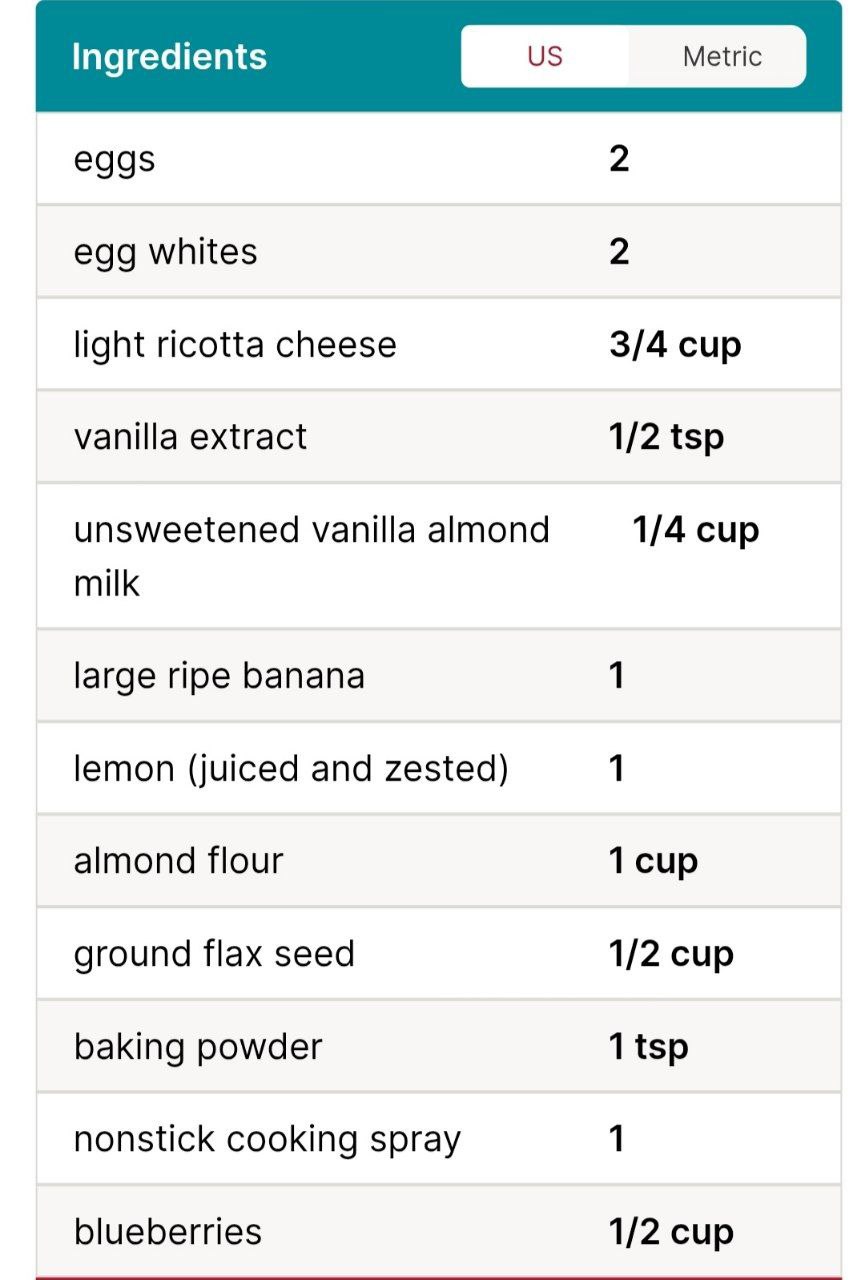 Ingredients US Metric
eggs 2
egg whites 2
light ricotta cheese 3/4 cup
vanilla extract 1/2 tsp
unsweetened vanilla almond 1/4 cup
milk
large ripe banana 1
lemon (juiced and zested) 1
almond flour 1 cup
ground flax seed 1/2 cup
baking powder 1 tsp
nonstick cooking spray 1
blueberries 1/2 cup